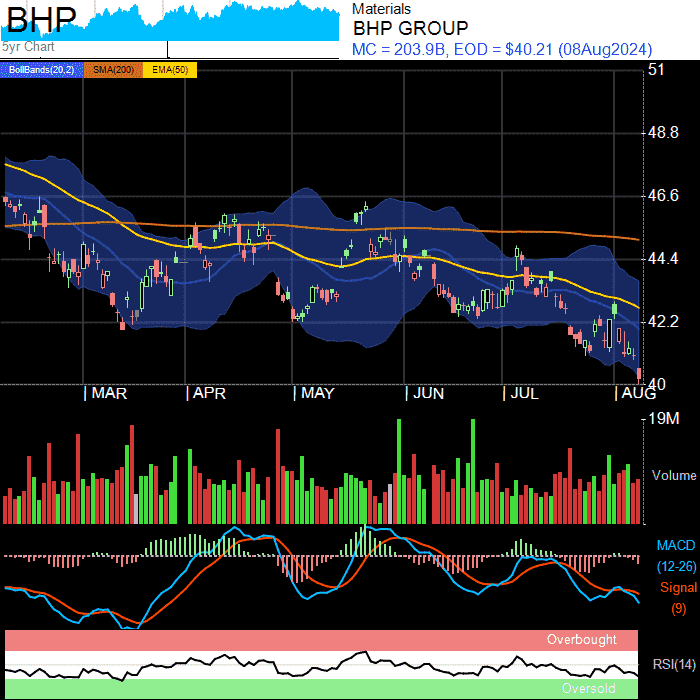 BHP
5yr Chart
Materials
BHP GROUP
MC = 203.9B, EOD = $40.21 (08Aug2024)
BollBands(20,2) SMA(200) EMA(50)
51
48.8
46.6
44.4
42.2
40
MAR APR MAY JUN JUL AUG
19M
Volume
MACD
(12-26)
Signal
(9)
Overbought
RSI(14)
Oversold